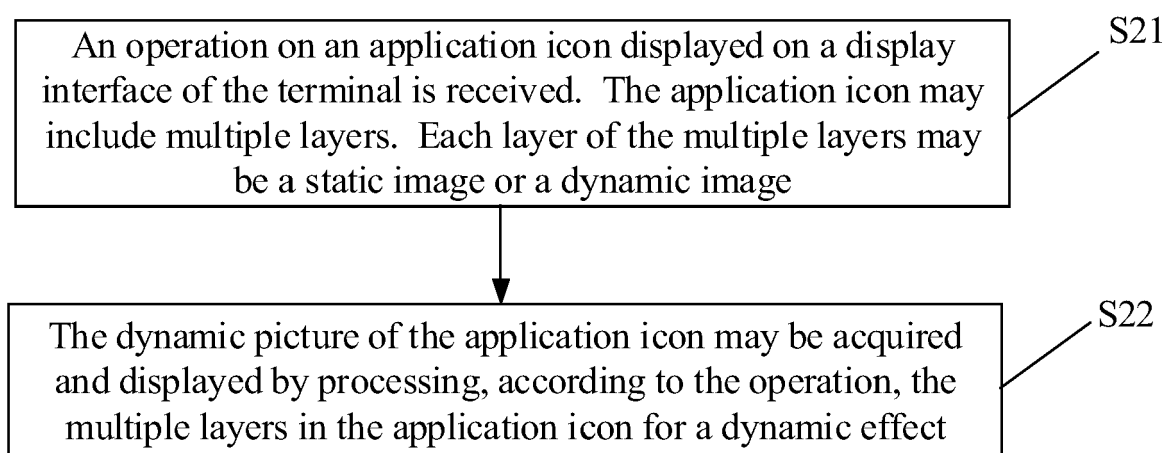 An operation on an application icon displayed on a display
interface of the terminal is received.  The application icon may
include multiple layers.  Each layer of the multiple layers may
be a static image or a dynamic image
S21
The dynamic picture of the application icon may be acquired
and displayed by processing, according to the operation, the
multiple layers in the application icon for a dynamic effect
S22